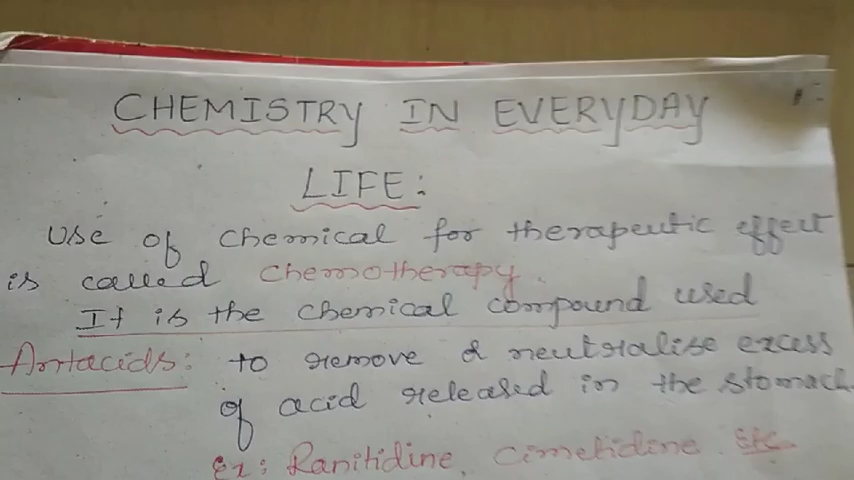 CHEMISTRY IN EVERYDAY
LIFE:
Use of chemical for therapeutic effect
is called chemotherapy.
It is the chemical compound used
Antacids: to remove & neutralise excess
of acid released in the stomach.
Ex: Ranitidine, Cimetidine etc